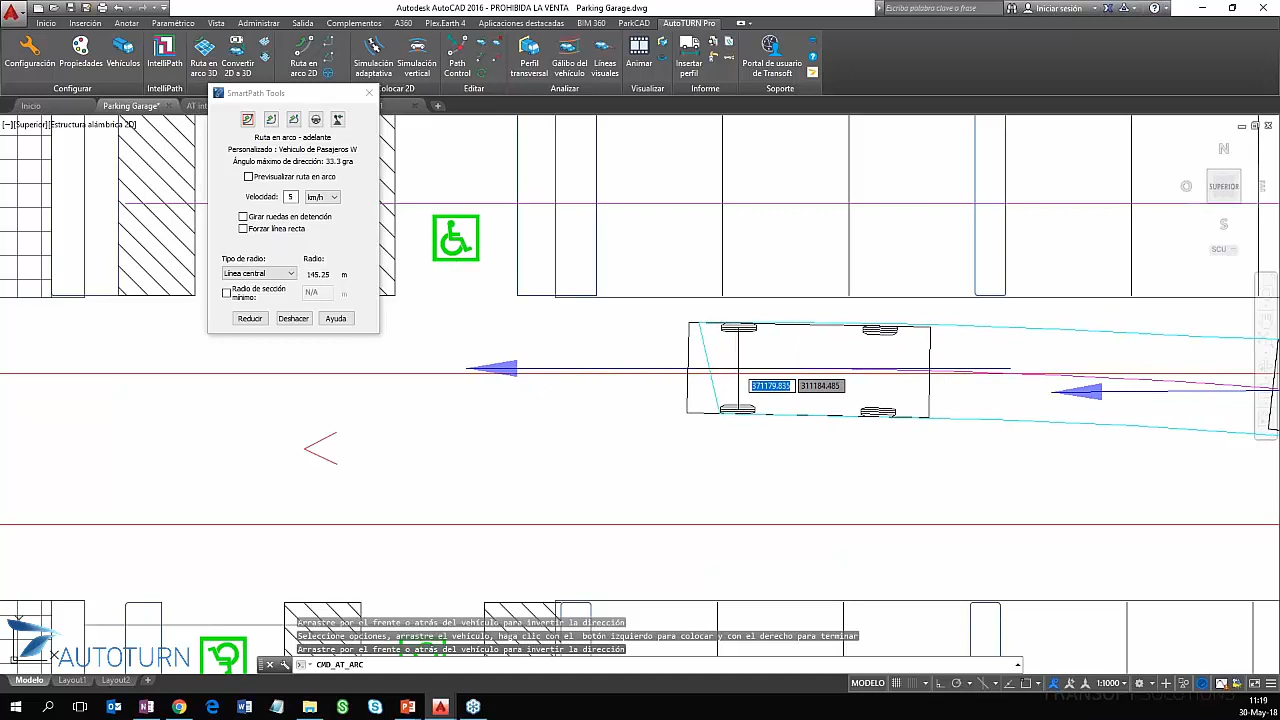 Autodesk AutoCAD 2016 - PROHIBIDA LA VENTA Parking Garage.dwg
Escriba palabra clave o frase
Iniciar sesión
Inicio Inserción Anotar Paramétrico Vista Administrar Salida Complementos A360 Plex.Earth 4 Aplicaciones destacadas BIM 360 ParkCAD AutoTURN Pro
Configuración Propiedades Vehículos IntelliPath
Ruta en arco 3D
Convertir 2D a 3D
Ruta en arco 2D
Simulación adaptativa
Simulación vertical
Path Control
Perfil transversal
Gálibo del vehículo
Líneas visuales
Animar
Insertar perfil
Portal de usuario de Transoft
Configurar IntelliPath Colocar 2D Editar Analizar Visualizar Informe Soporte
Inicio Parking Garage* AT int 1
[−][Superior][Estructura alámbrica 2D]
SmartPath Tools
Ruta en arco - adelante
Personalizado : Vehiculo de Pasajeros W
Ángulo máximo de dirección: 33.3 gra
Previsualizar ruta en arco
Velocidad: 5 km/h
Girar ruedas en detención
Forzar línea recta
Tipo de radio: Radio:
Línea central 145.25 m
Radio de sección mínimo: N/A m
Reducir Deshacer Ayuda
N
O SUPERIOR E
S
SCU
371179.835 311184.485
Arrastre por el frente o atrás del vehículo para invertir la dirección
Seleccione opciones, arrastre el vehículo, haga clic con el botón izquierdo para colocar y con el derecho para terminar
Arrastre por el frente o atrás del vehículo para invertir la dirección
CMD_AT_ARC
AUTOTURN
Modelo Layout1 Layout2
MODELO 1:1000
TRANSOFT SOLUTIONS
11:19
30-May-18